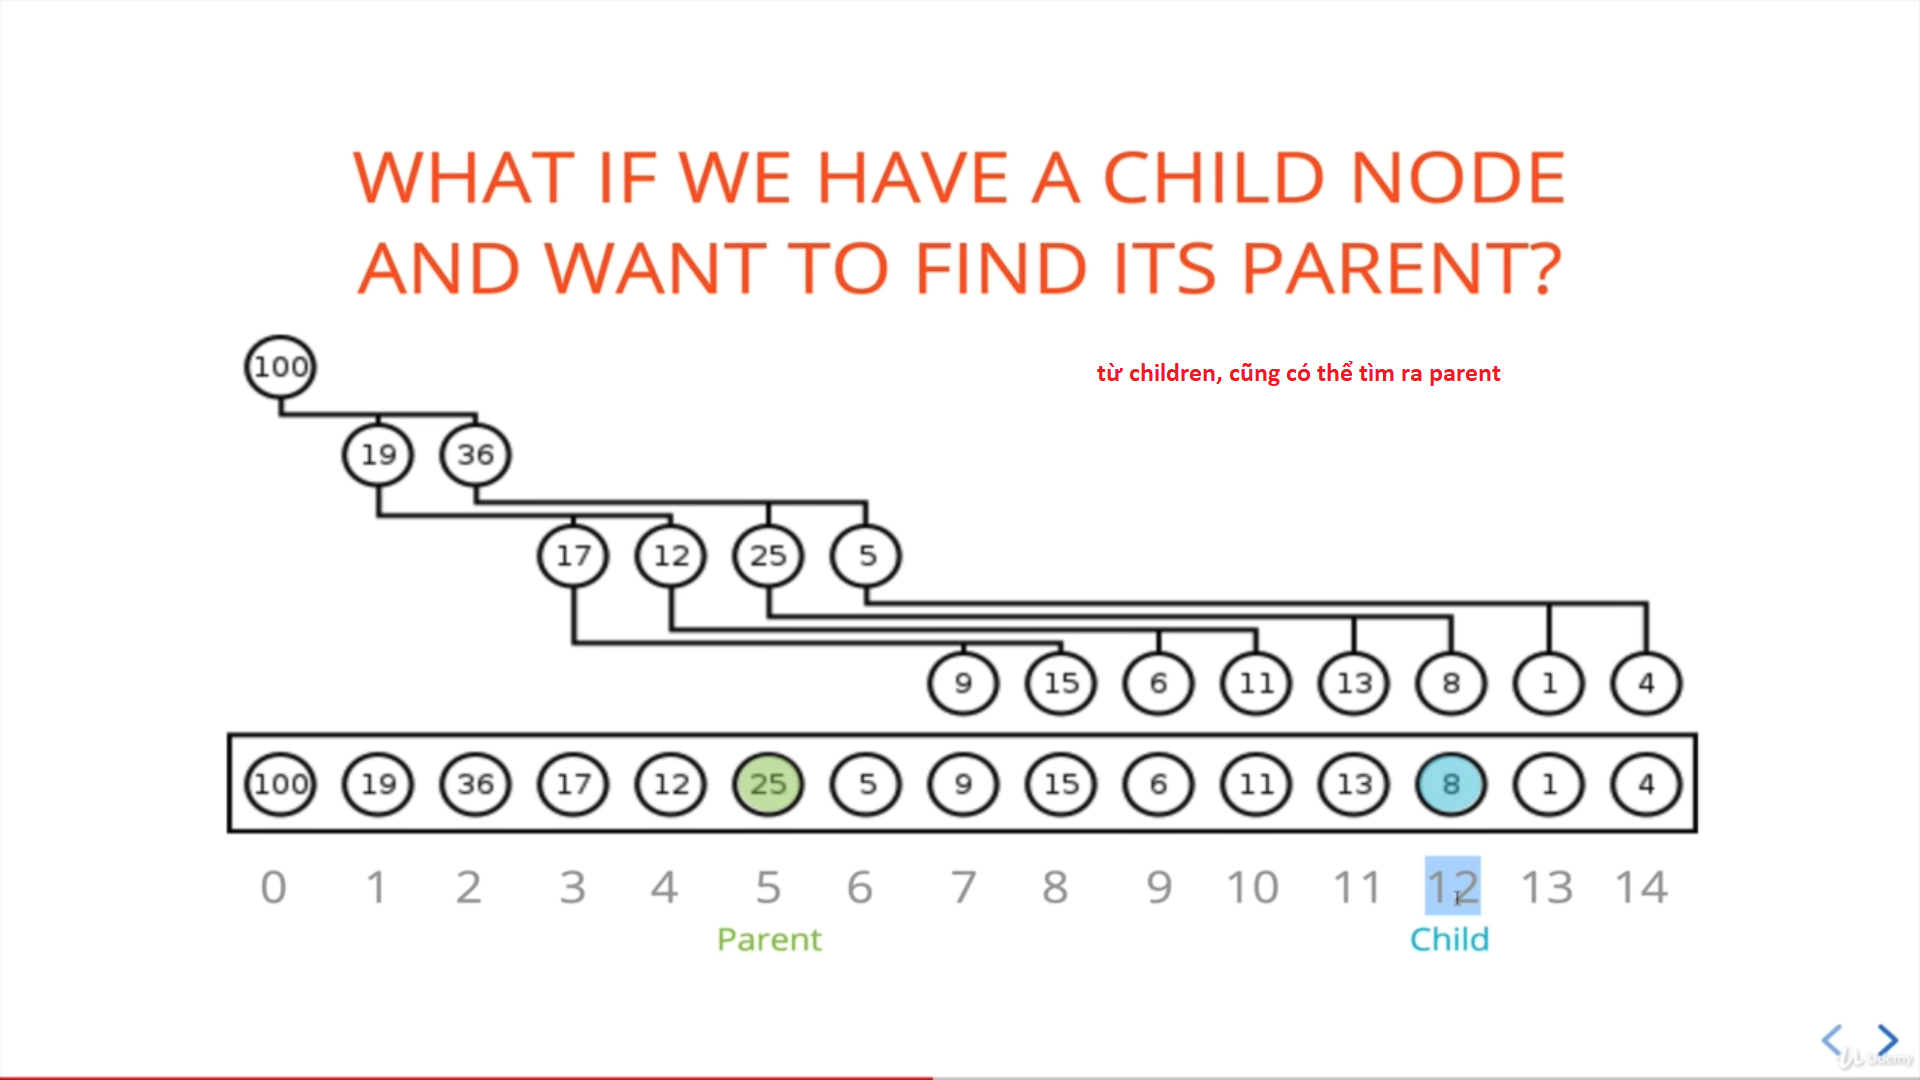 WHAT IF WE HAVE A CHILD NODE
AND WANT TO FIND ITS PARENT?
100
từ children, cũng có thể tìm ra parent
19 36
17 12 25 5
9 15 6 11 13 8 1 4
100 19 36 17 12 25 5 9 15 6 11 13 8 1 4
0 1 2 3 4 5 6 7 8 9 10 11 12 13 14
Parent Child
Udemy